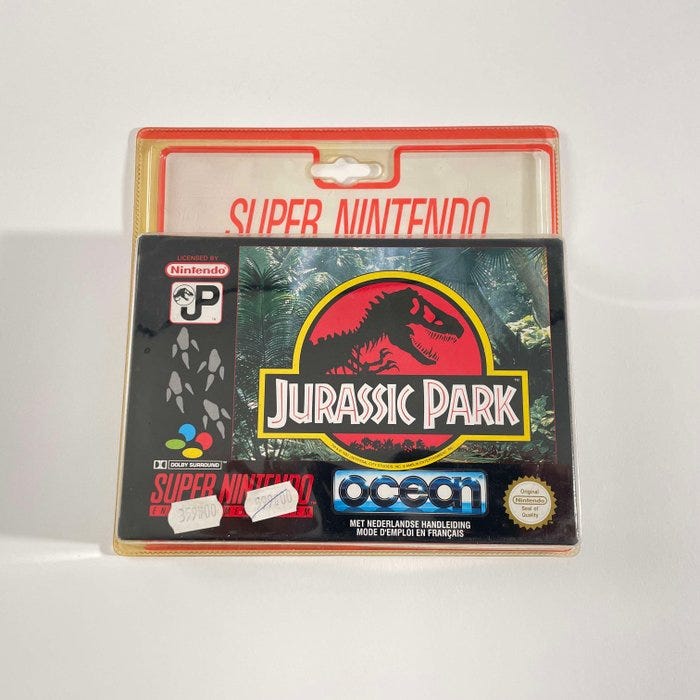 SUPER NINTENDO
LICENSED BY
Nintendo
JP
JURASSIC PARK
DOLBY SURROUND
SUPER NINTENDO
ocean
MET NEDERLANDSE HANDLEIDING
MODE D'EMPLOI EN FRANÇAIS
Original
Nintendo
Seal of
Quality